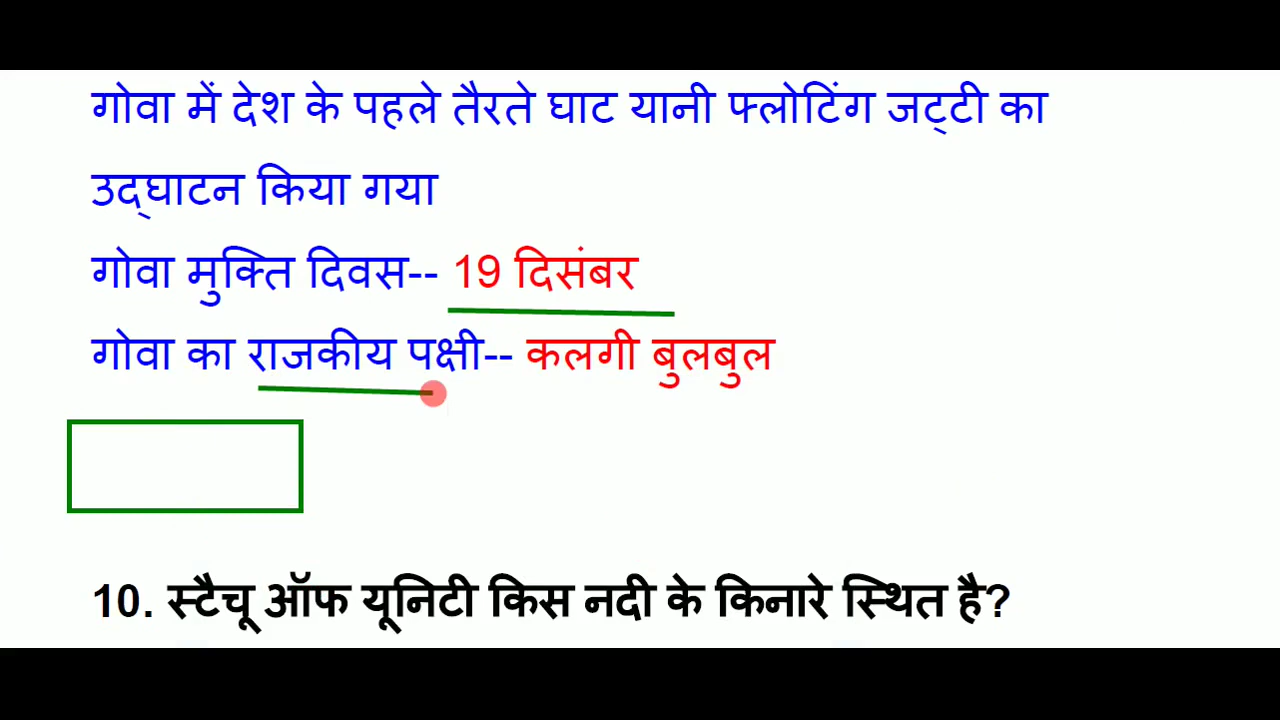 गोवा में देश के पहले तैरते घाट यानी फ्लोटिंग जट्‌टी का
उद्‌घाटन किया गया
गोवा मुक्ति दिवस-- 19 दिसंबर
गोवा का राजकीय पक्षी-- कलगी बुलबुल
10. स्टैचू ऑफ यूनिटी किस नदी के किनारे स्थित है?